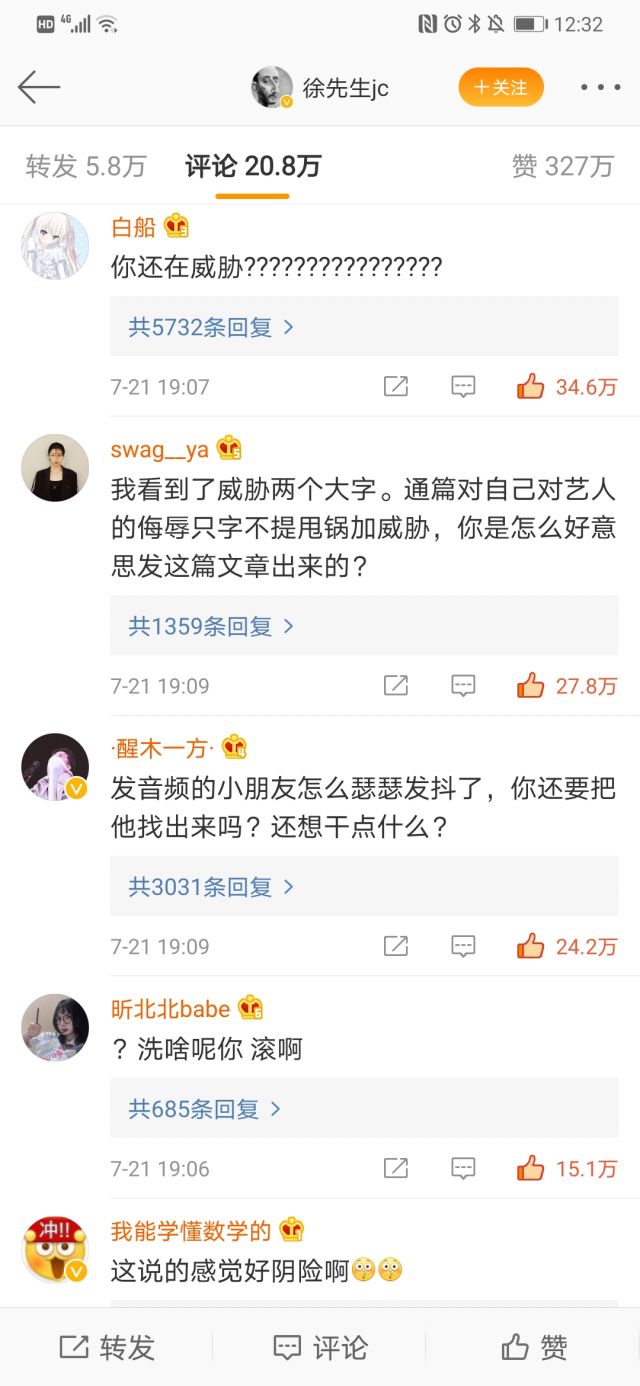 HD 4G 12:32
徐先生jc
+关注
转发 5.8万 评论 20.8万 赞 327万
白船
你还在威胁????????????????
共5732条回复 >
7-21 19:07 34.6万
swag__ya
我看到了威胁两个大字。通篇对自己对艺人
的侮辱只字不提甩锅加威胁，你是怎么好意
思发这篇文章出来的？
共1359条回复 >
7-21 19:09 27.8万
·醒木一方·
发音频的小朋友怎么瑟瑟发抖了，你还要把
他找出来吗？还想干点什么？
共3031条回复 >
7-21 19:09 24.2万
昕北北babe
？洗啥呢你 滚啊
共685条回复 >
7-21 19:06 15.1万
冲!!
我能学懂数学的
这说的感觉好阴险啊
转发 评论 赞